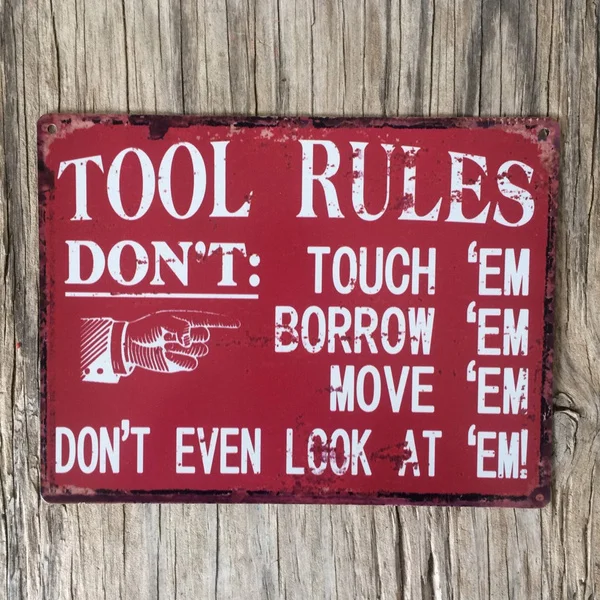 TOOL RULES
DON'T: TOUCH 'EM
BORROW 'EM
MOVE 'EM
DON'T EVEN LOOK AT 'EM!